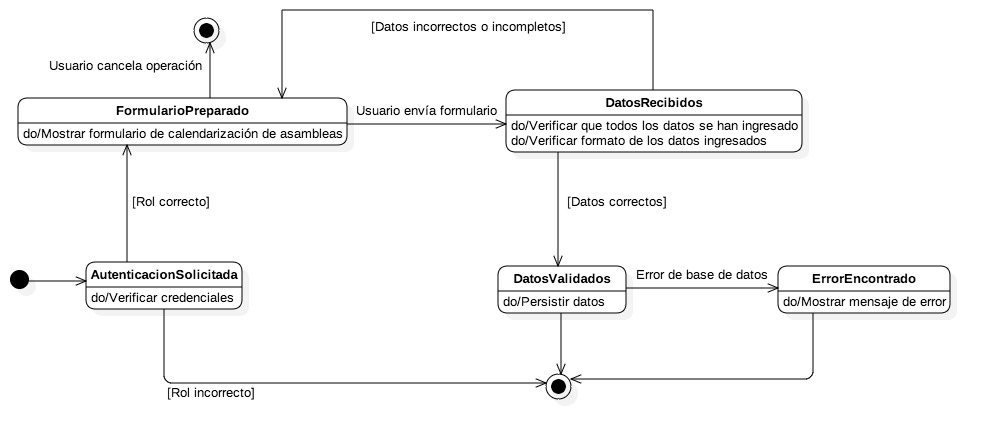 [Datos incorrectos o incompletos]
Usuario cancela operación
FormularioPreparado
do/Mostrar formulario de calendarización de asambleas
Usuario envía formulario
DatosRecibidos
do/Verificar que todos los datos se han ingresado
do/Verificar formato de los datos ingresados
[Rol correcto]
[Datos correctos]
AutenticacionSolicitada
do/Verificar credenciales
DatosValidados
do/Persistir datos
Error de base de datos
ErrorEncontrado
do/Mostrar mensaje de error
[Rol incorrecto]